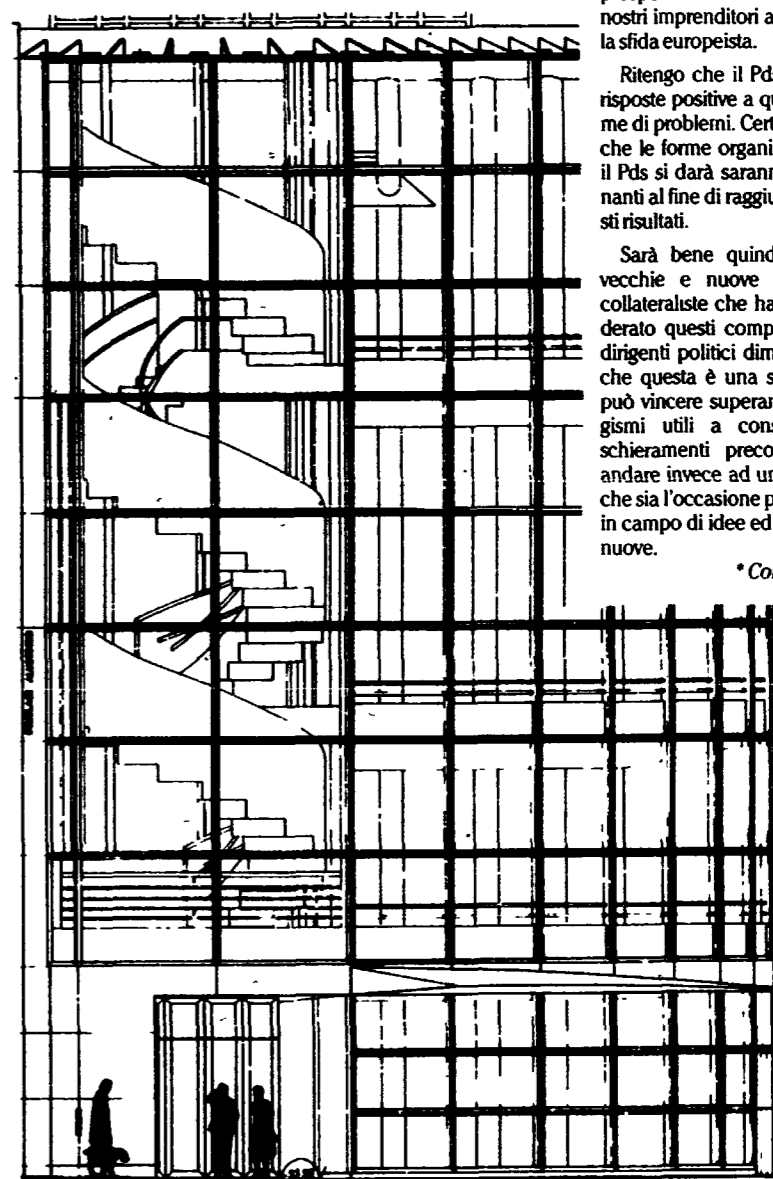 nostri imprenditori a
la sfida europeista.
Ritengo che il Pds
risposte positive a qu
me di problemi. Cert
che le forme organi
il Pds si darà sarann
nanti al fine di raggiu
sti risultati.
Sarà bene quind
vecchie e nuove
collateraliste che ha
derato questi comp
dirigenti politici dim
che questa è una s
può vincere superar
gismi utili a cons
schieramenti preco
andare invece ad un
che sia l'occasione p
in campo di idee ed
nuove.
* Co